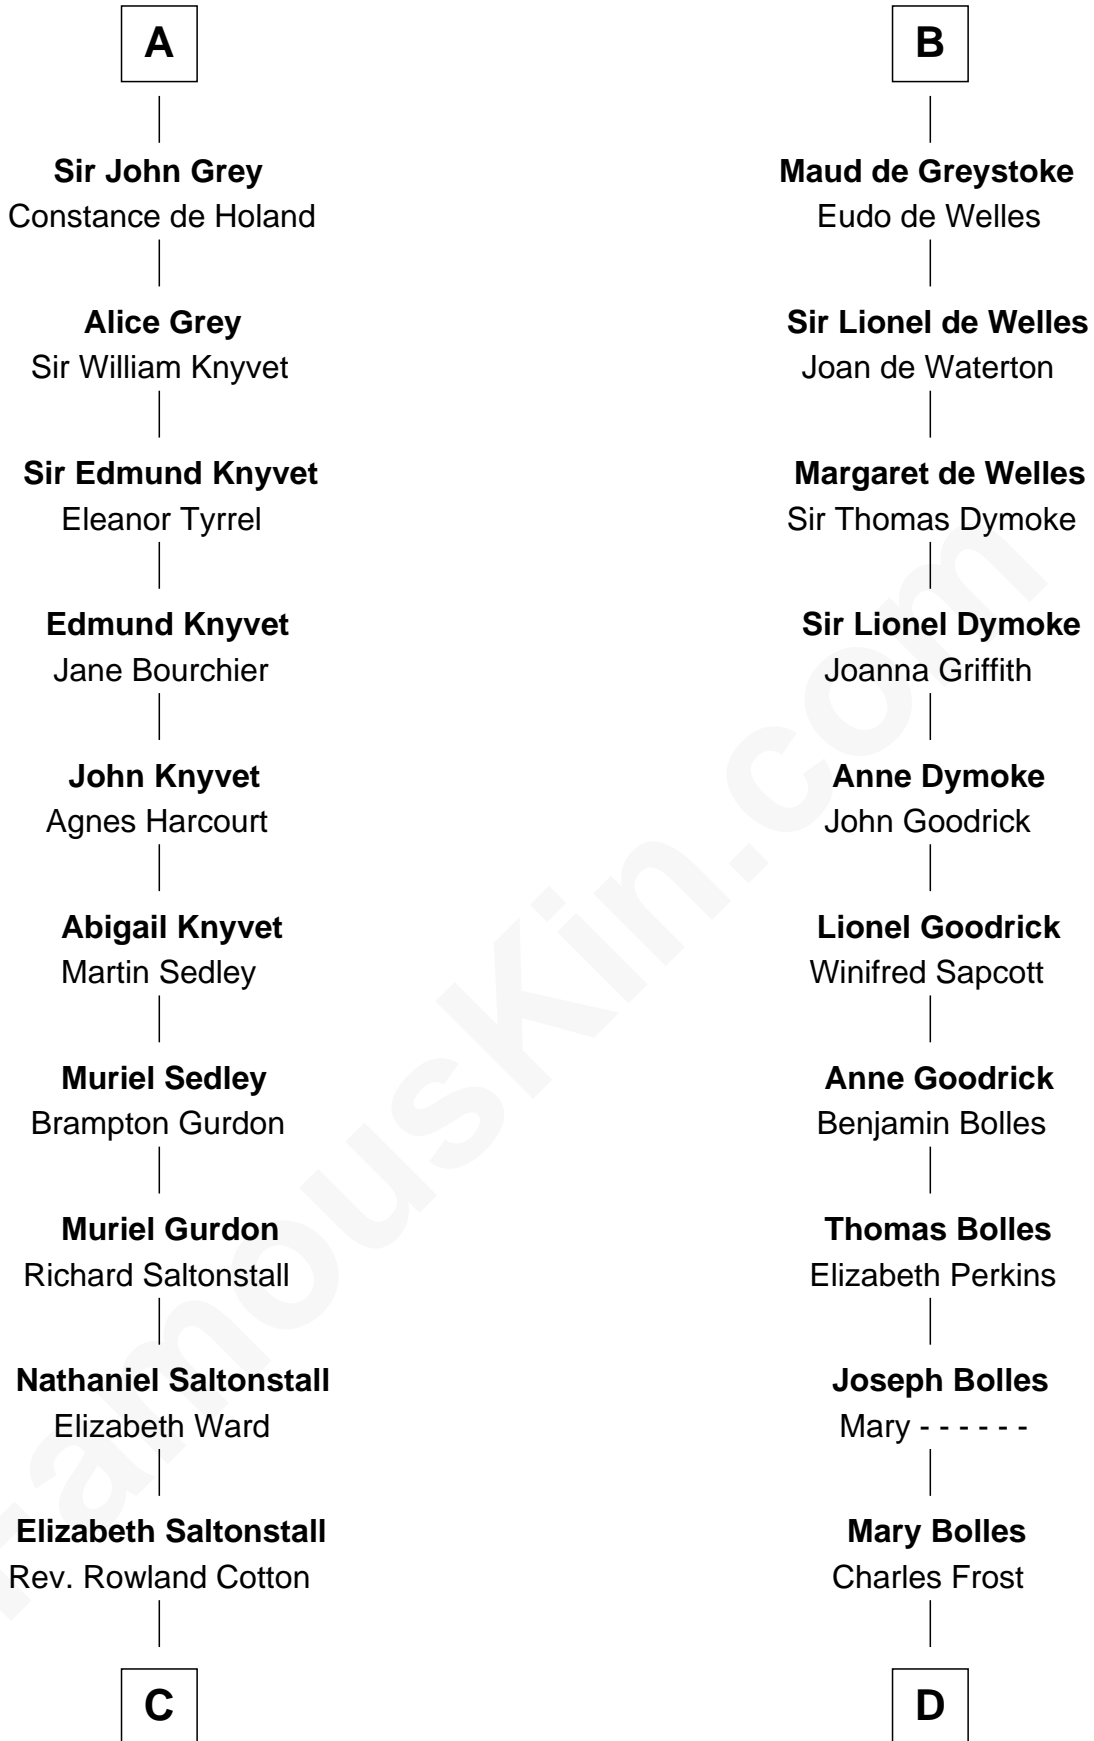 A
Sir John Grey
Constance de Holand
Alice Grey
Sir William Knyvet
Sir Edmund Knyvet
Eleanor Tyrrel
Edmund Knyvet
Jane Bourchier
John Knyvet
Agnes Harcourt
Abigail Knyvet
Martin Sedley
Muriel Sedley
Brampton Gurdon
Muriel Gurdon
Richard Saltonstall
Nathaniel Saltonstall
Elizabeth Ward
Elizabeth Saltonstall
Rev. Rowland Cotton
C
B
Maud de Greystoke
Eudo de Welles
Sir Lionel de Welles
Joan de Waterton
Margaret de Welles
Sir Thomas Dymoke
Sir Lionel Dymoke
Joanna Griffith
Anne Dymoke
John Goodrick
Lionel Goodrick
Winifred Sapcott
Anne Goodrick
Benjamin Bolles
Thomas Bolles
Elizabeth Perkins
Joseph Bolles
Mary - - - - - -
Mary Bolles
Charles Frost
D
FamousKin.com